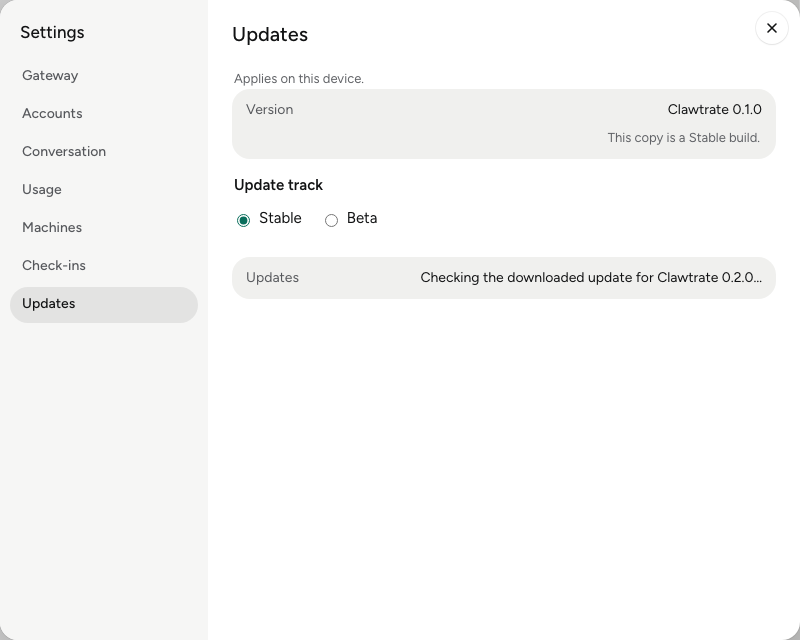 Settings
Gateway
Accounts
Conversation
Usage
Machines
Check-ins
Updates
Updates
Applies on this device.
Version Clawtrate 0.1.0
This copy is a Stable build.
Update track
Stable Beta
Updates Checking the downloaded update for Clawtrate 0.2.0...